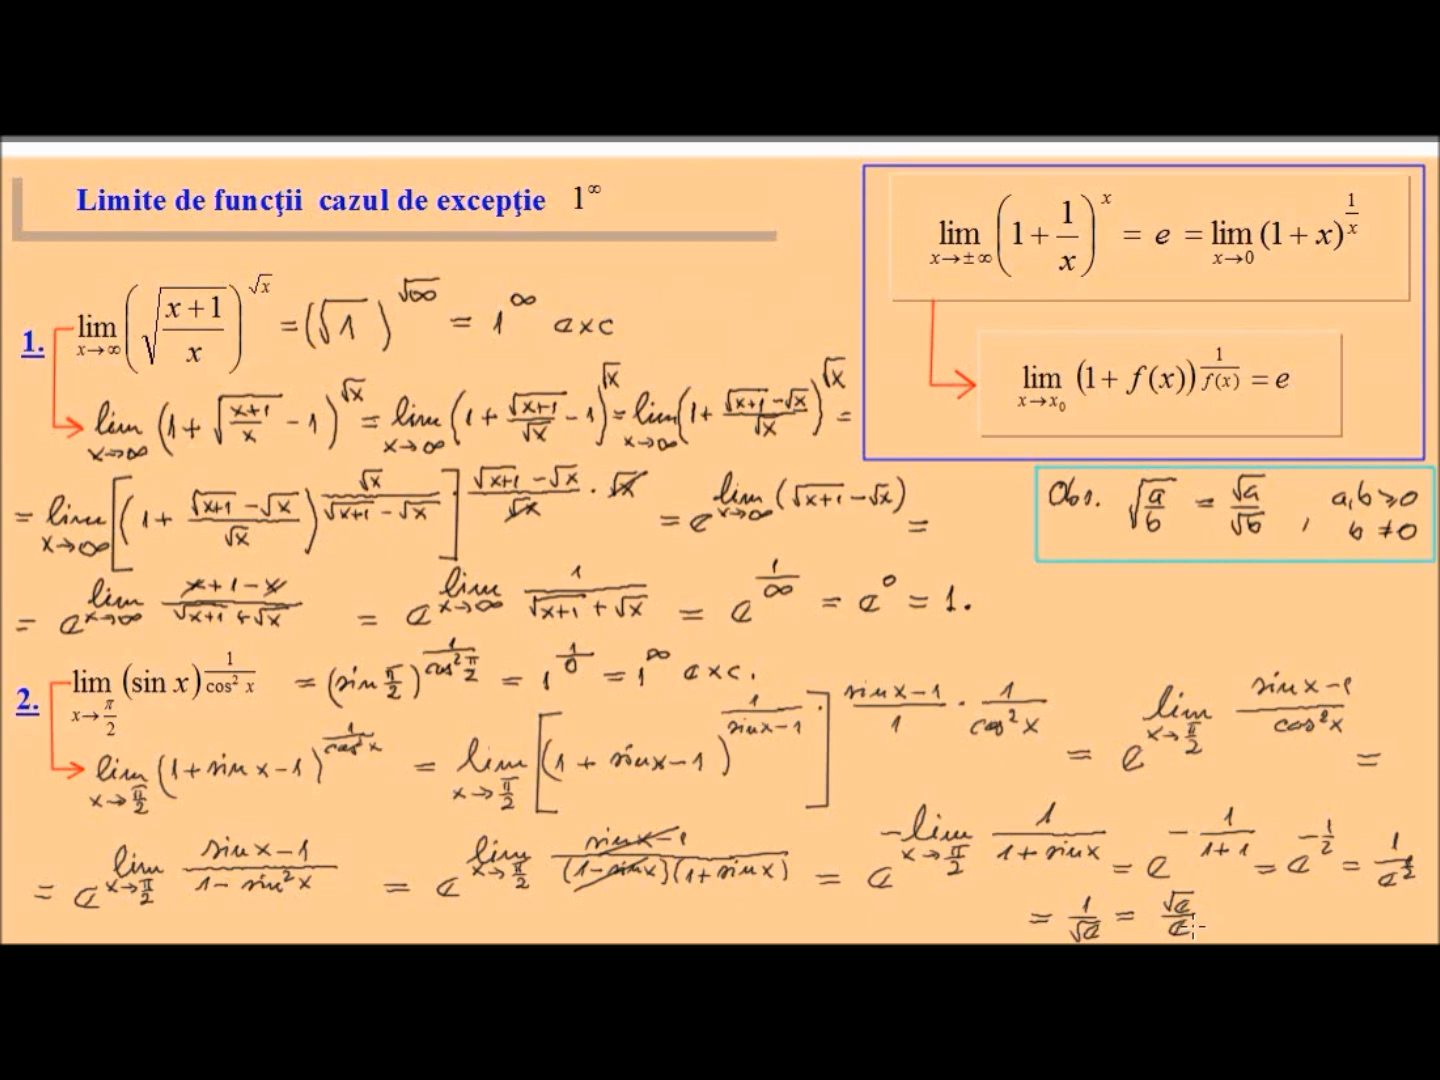 Limite de funcţii cazul de excepţie 1^∞
lim_{x→±∞} (1 + 1/x)^x = e = lim_{x→0} (1 + x)^{1/x}
lim_{x→x₀} (1 + f(x))^{1/f(x)} = e
Obs. √(a/b) = √a/√b , a,b ≥ 0
b ≠ 0
1. lim_{x→∞} (√((x+1)/x))^{√x} = (√1)^{√∞} = 1^∞ exc
lim_{x→∞} (1 + √((x+1)/x) - 1)^{√x} = lim_{x→∞} (1 + √(x+1)/√x - 1)^{√x} = lim_{x→∞} (1 + (√(x+1) - √x)/√x)^{√x} =
= lim_{x→∞} [(1 + (√(x+1) - √x)/√x)^{√x/(√(x+1) - √x)}]^{(√(x+1) - √x)/√x · √x} = e^{lim_{x→∞} (√(x+1) - √x)} =
= e^{lim_{x→∞} (x+1-x)/(√(x+1) + √x)} = e^{lim_{x→∞} 1/(√(x+1) + √x)} = e^{1/∞} = e^0 = 1.
2. lim_{x→π/2} (sin x)^{1/cos² x} = (sin π/2)^{1/cos² π/2} = 1^{1/0} = 1^∞ exc.
lim_{x→π/2} (1 + sin x - 1)^{1/cos² x} = lim_{x→π/2} [(1 + sin x - 1)^{1/(sin x - 1)}]^{(sin x - 1)/1 · 1/cos² x} = e^{lim_{x→π/2} (sin x - 1)/cos² x} =
= e^{lim_{x→π/2} (sin x - 1)/(1 - sin² x)} = e^{lim_{x→π/2} (sin x - 1)/((1 - sin x)(1 + sin x))} = e^{-lim_{x→π/2} 1/(1 + sin x)} = e^{-1/(1+1)} = e^{-1/2} = 1/e^{1/2}
= 1/√e = √e/e